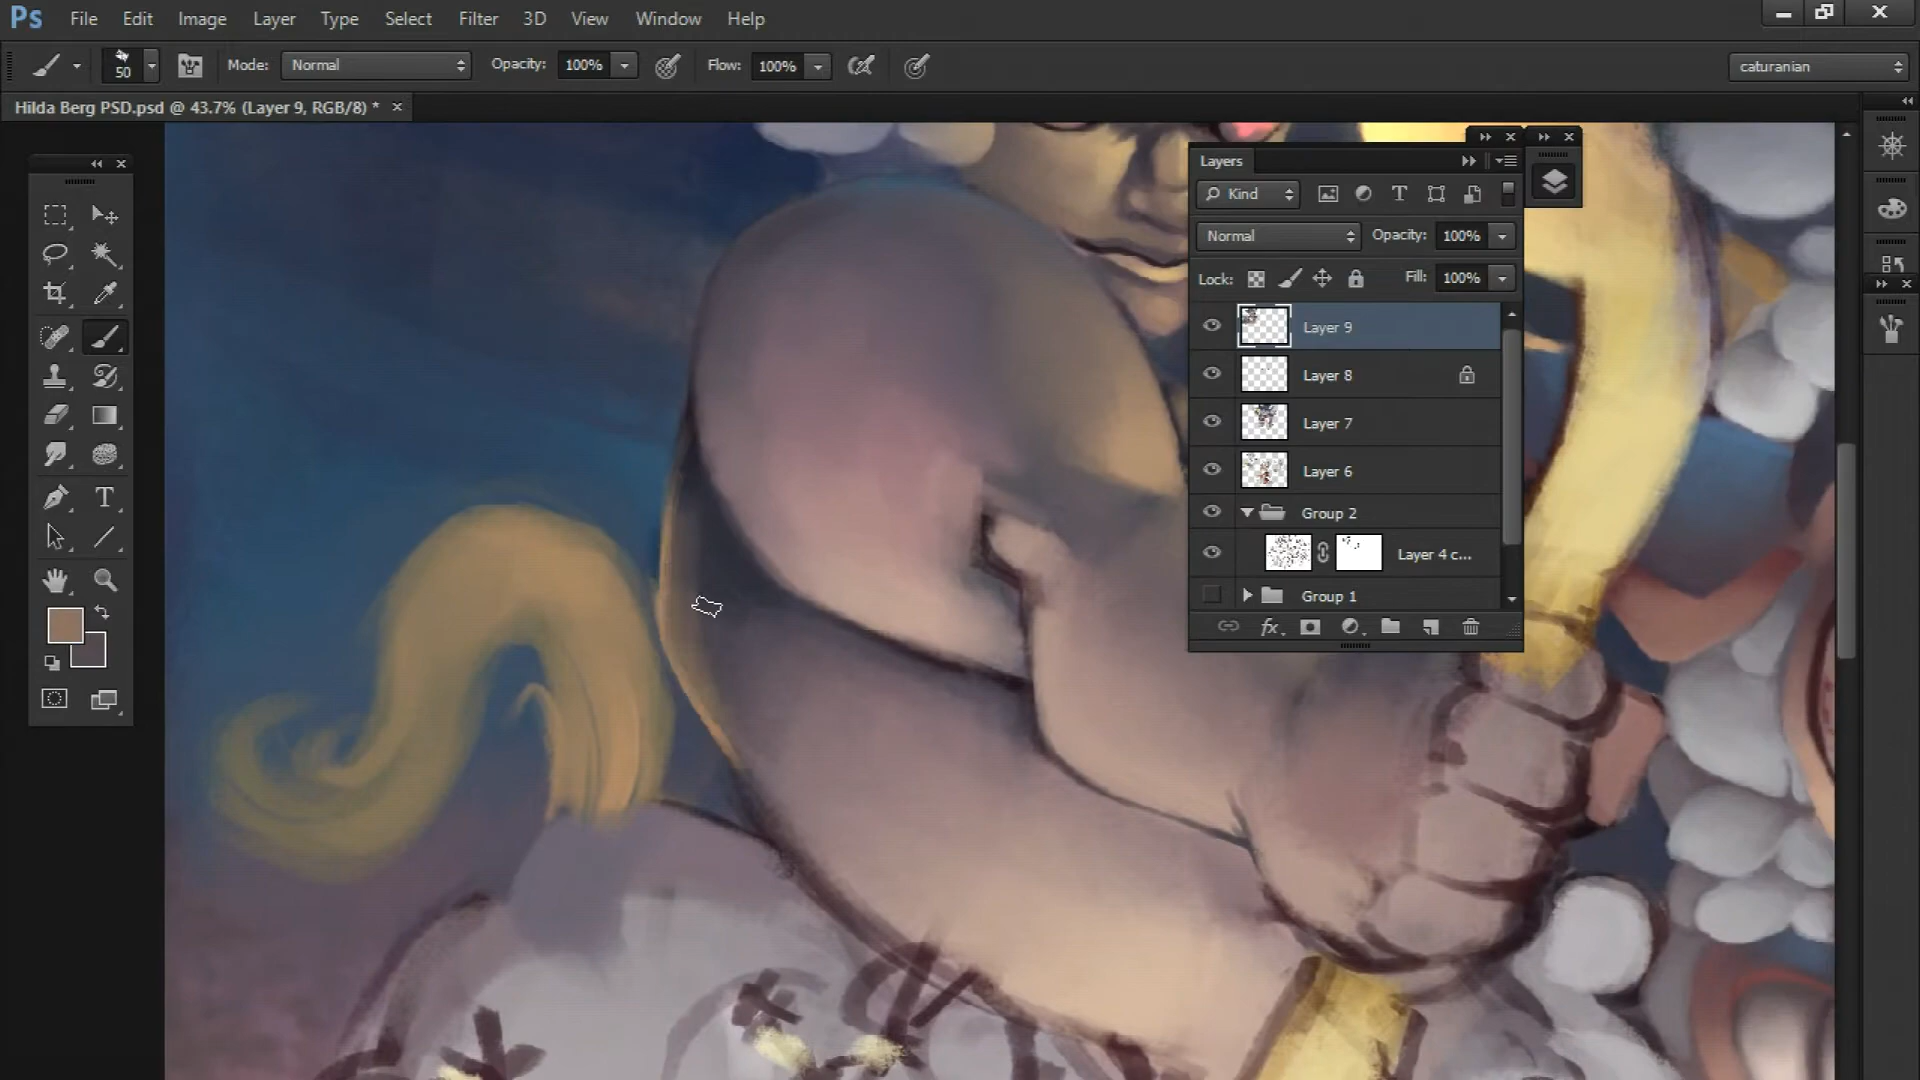 Ps File Edit Image Layer Type Select Filter 3D View Window Help
50 Mode: Normal Opacity: 100% Flow: 100% caturanian
Hilda Berg PSD.psd @ 43.7% (Layer 9, RGB/8) *
Layers
Kind
Normal Opacity: 100%
Lock: Fill: 100%
Layer 9
Layer 8
Layer 7
Layer 6
Group 2
Layer 4 c...
Group 1